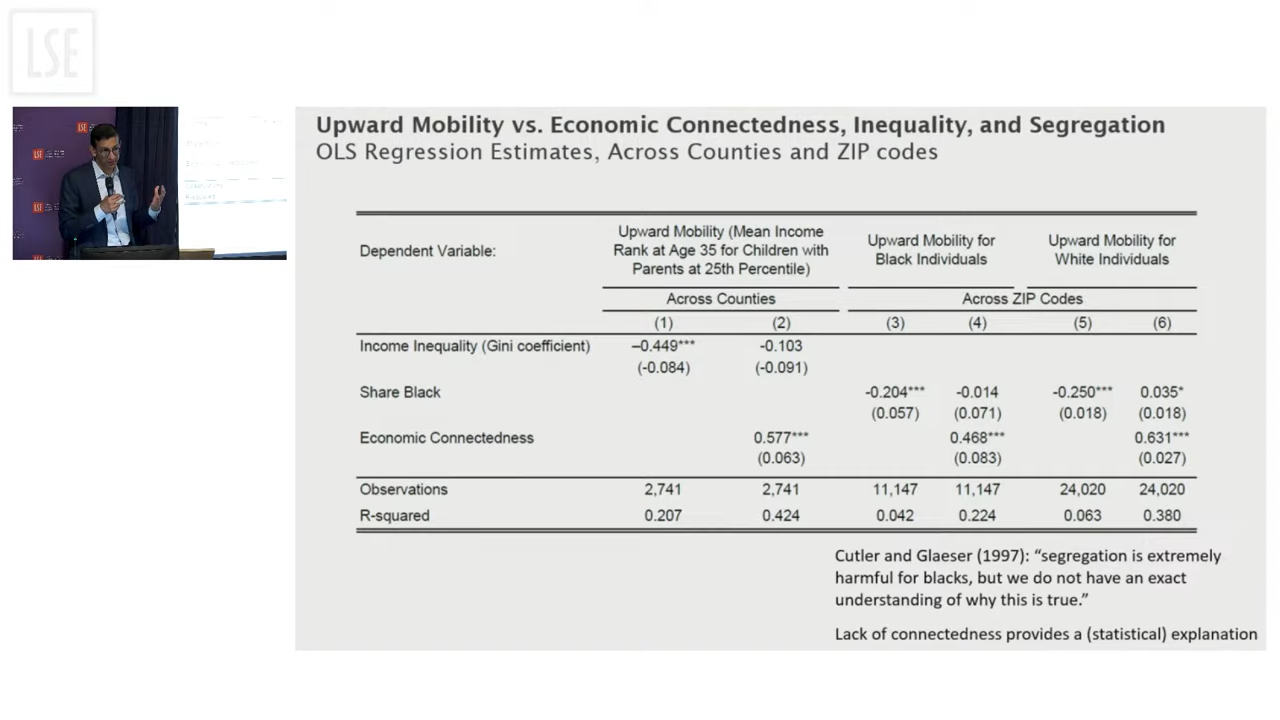 LSE
Upward Mobility vs. Economic Connectedness, Inequality, and Segregation
OLS Regression Estimates, Across Counties and ZIP codes
Dependent Variable:
Upward Mobility (Mean Income
Rank at Age 35 for Children with
Parents at 25th Percentile)
Upward Mobility for
Black Individuals
Upward Mobility for
White Individuals
Across Counties Across ZIP Codes
(1) (2) (3) (4) (5) (6)
Income Inequality (Gini coefficient) –0.449*** -0.103
(-0.084) (-0.091)
Share Black -0.204*** -0.014 -0.250*** 0.035*
(0.057) (0.071) (0.018) (0.018)
Economic Connectedness 0.577*** 0.468*** 0.631***
(0.063) (0.083) (0.027)
Observations 2,741 2,741 11,147 11,147 24,020 24,020
R-squared 0.207 0.424 0.042 0.224 0.063 0.380
Cutler and Glaeser (1997): “segregation is extremely
harmful for blacks, but we do not have an exact
understanding of why this is true.”
Lack of connectedness provides a (statistical) explanation
LSE
LSE
LSE
LSE